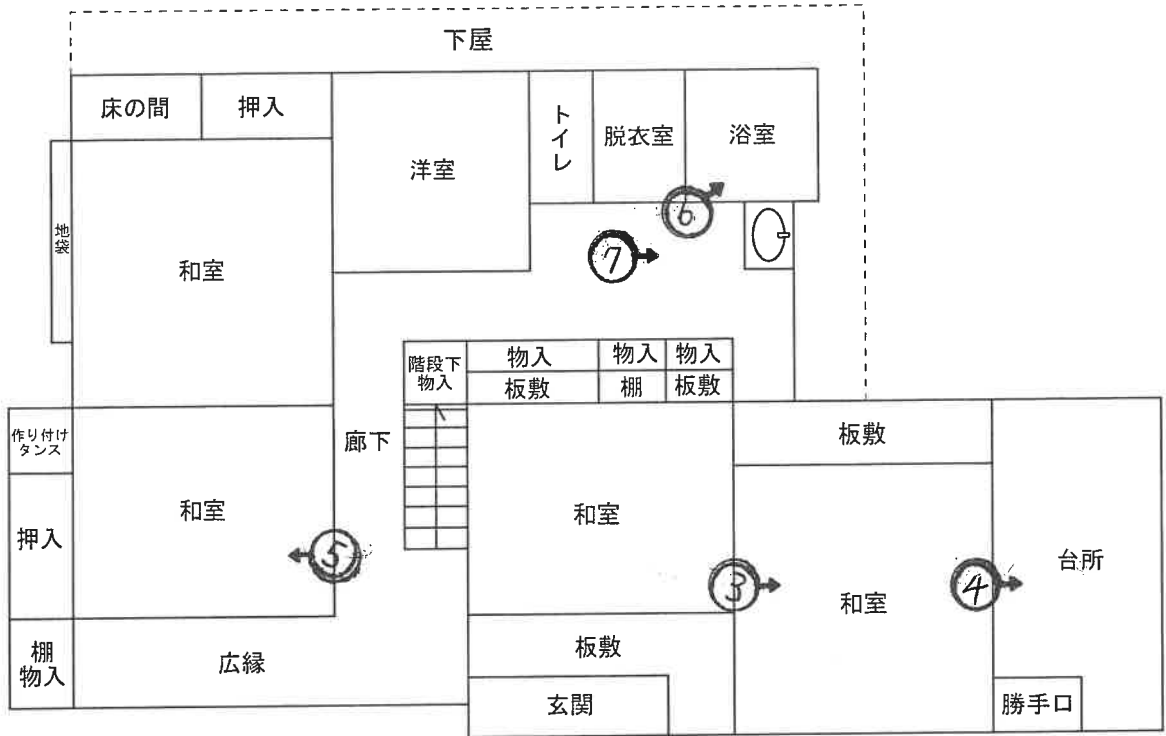 下屋
床の間
押入
洋室
トイレ
脱衣室
浴室
地袋
和室
6
7
階段下
物入
物入
物入
物入
板敷
棚
板敷
作り付け
タンス
廊下
板敷
押入
和室
和室
5
3
和室
4
台所
棚
物入
広縁
板敷
玄関
勝手口